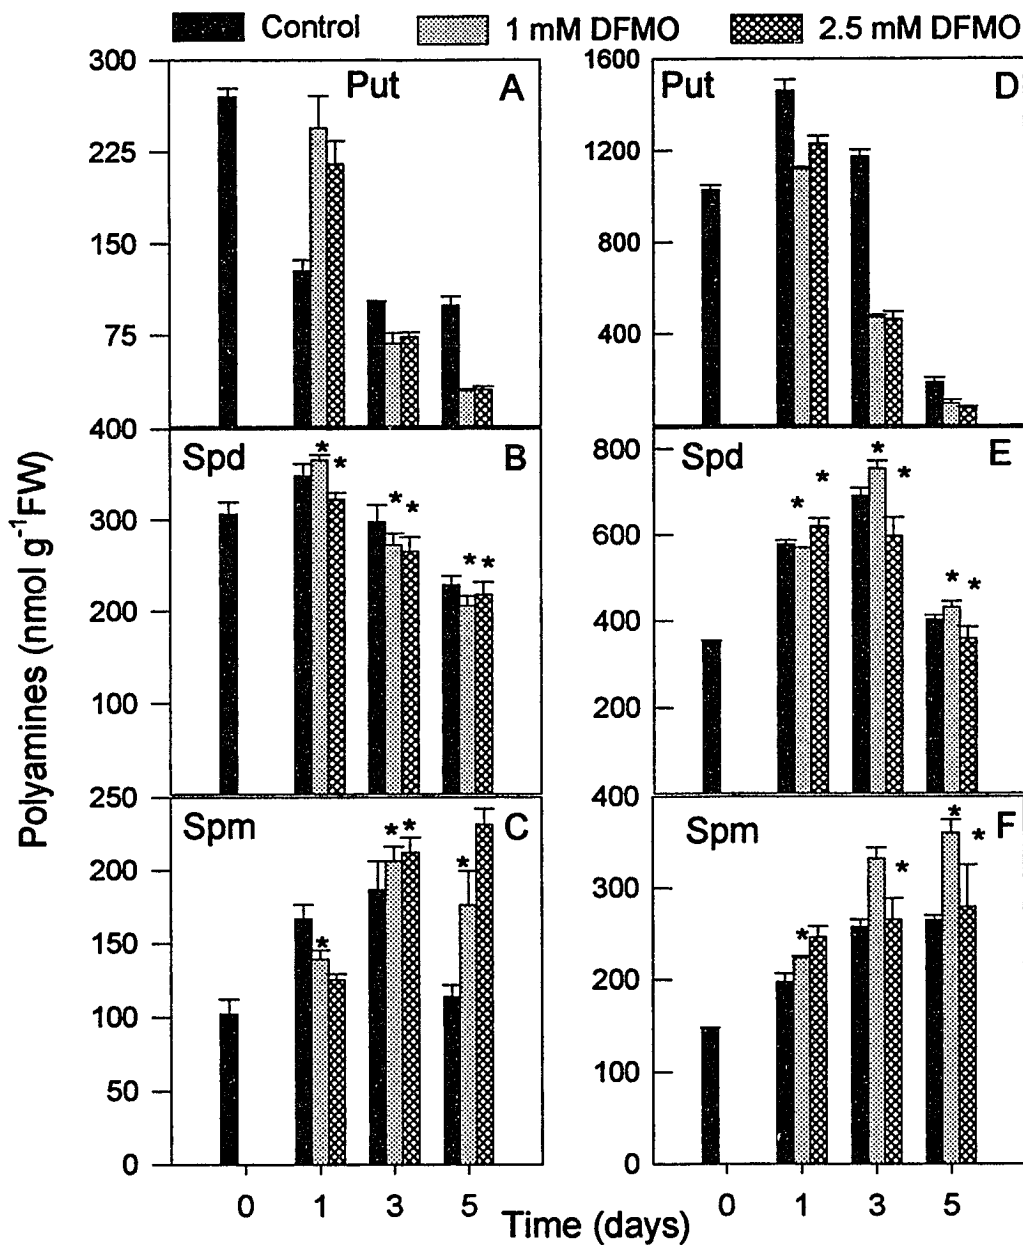 Control 1 mM DFMO 2.5 mM DFMO
Put A
300
225
150
75
Put D
1600
1200
800
400
Spd B
400
300
200
100
* * * * * *
Spd E
800
600
400
200
* * * * * *
Spm C
250
200
150
100
50
0
* * * *
Spm F
400
300
200
100
0
* * * *
Polyamines (nmol g⁻¹FW)
0 1 3 5
0 1 3 5
Time (days)